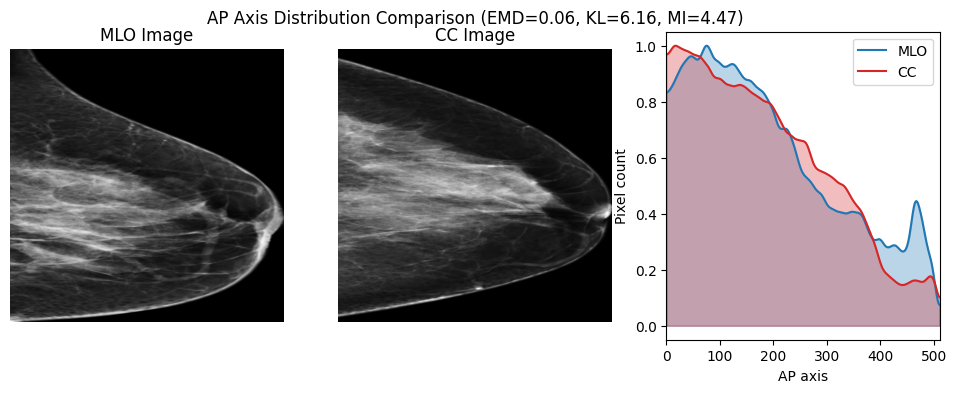 AP Axis Distribution Comparison (EMD=0.06, KL=6.16, MI=4.47)
MLO Image
CC Image
MLO
CC
Pixel count
1.0
0.8
0.6
0.4
0.2
0.0
0 100 200 300 400 500
AP axis